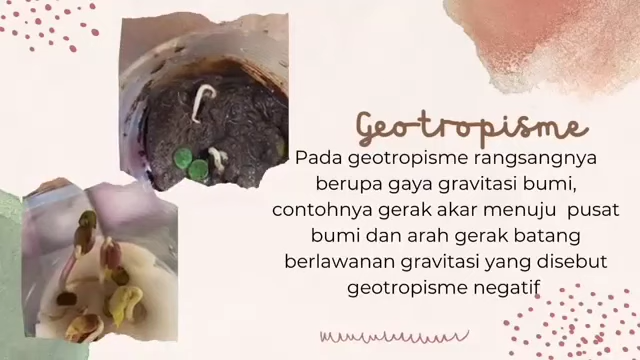 Geotropisme
Pada geotropisme rangsangnya
berupa gaya gravitasi bumi,
contohnya gerak akar menuju pusat
bumi dan arah gerak batang
berlawanan gravitasi yang disebut
geotropisme negatif